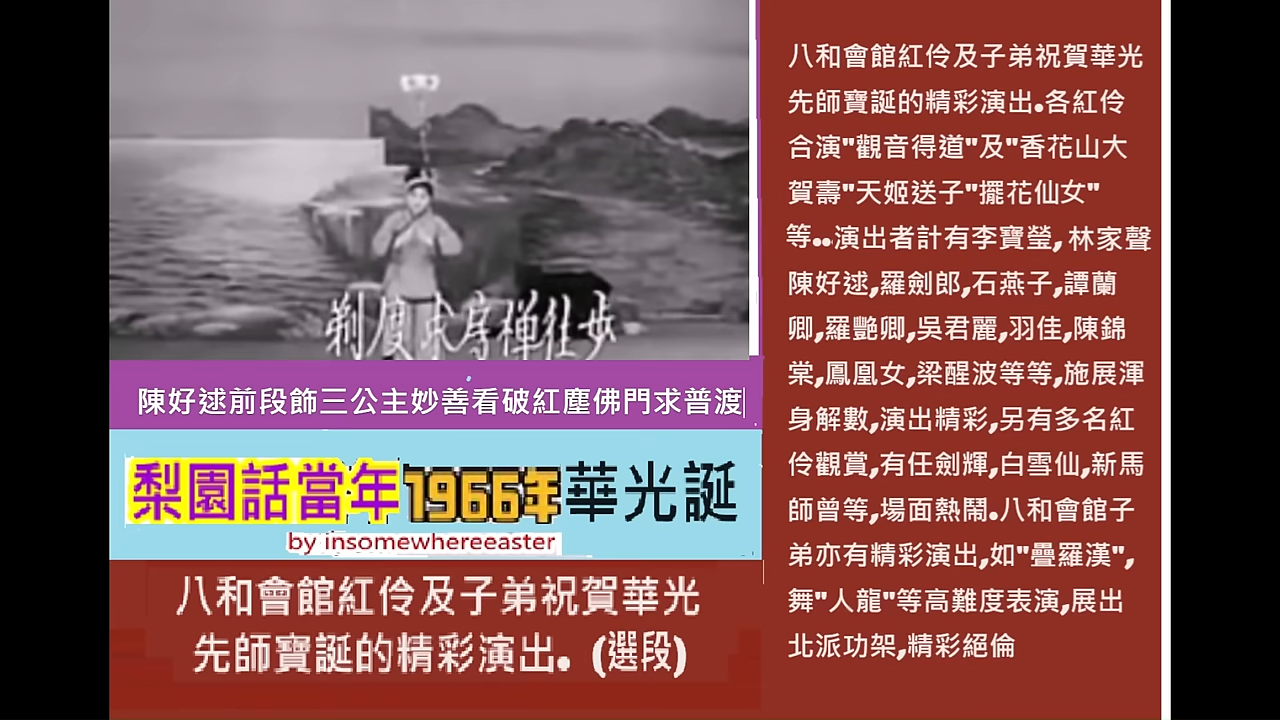 剃度求房禅往步
陳好逑前段飾三公主妙善看破紅塵佛門求普渡
梨園話當年1966年華光誕
by insomewhereeaster
八和會館紅伶及子弟祝賀華光
先師寶誕的精彩演出. (選段)
八和會館紅伶及子弟祝賀華光
先師寶誕的精彩演出.各紅伶
合演"觀音得道"及"香花山大
賀壽"天姬送子"擺花仙女"
等..演出者計有李寶瑩,林家聲
陳好逑,羅劍郎,石燕子,譚蘭
卿,羅艷卿,吳君麗,羽佳,陳錦
棠,鳳凰女,梁醒波等等,施展渾
身解數,演出精彩,另有多名紅
伶觀賞,有任劍輝,白雪仙,新馬
師曾等,場面熱鬧.八和會館子
弟亦有精彩演出,如"疊羅漢",
舞"人龍"等高難度表演,展出
北派功架,精彩絕倫